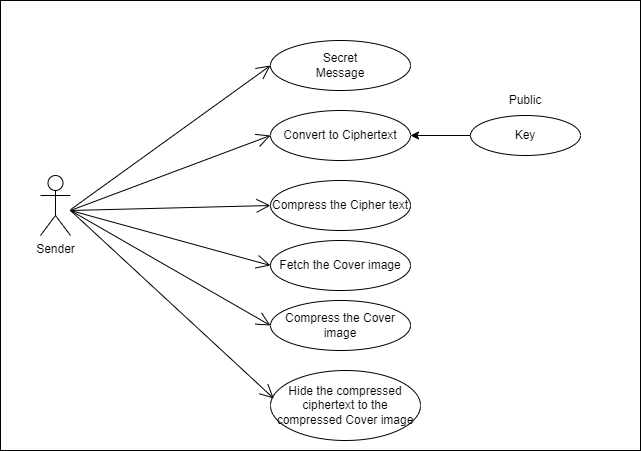 Secret
Message
Public
Convert to Ciphertext
Key
Compress the Cipher text
Sender
Fetch the Cover image
Compress the Cover
image
Hide the compressed
ciphertext to the
compressed Cover image